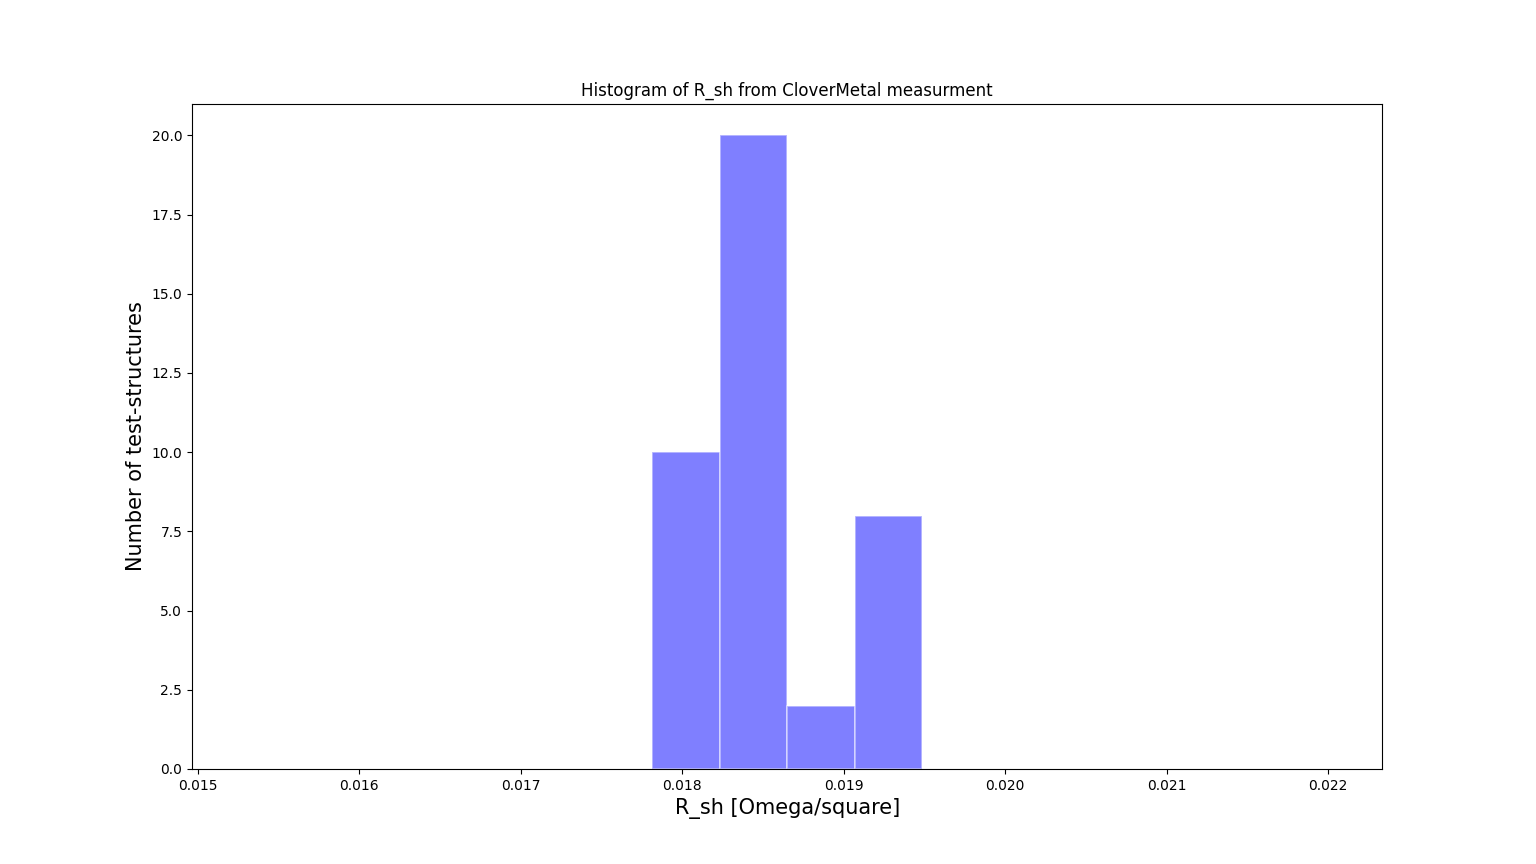 Histogram of R_sh from CloverMetal measurment
20.0
17.5
15.0
12.5
10.0
7.5
5.0
2.5
0.0
Number of test-structures
0.015 0.016 0.017 0.018 0.019 0.020 0.021 0.022
R_sh [Omega/square]